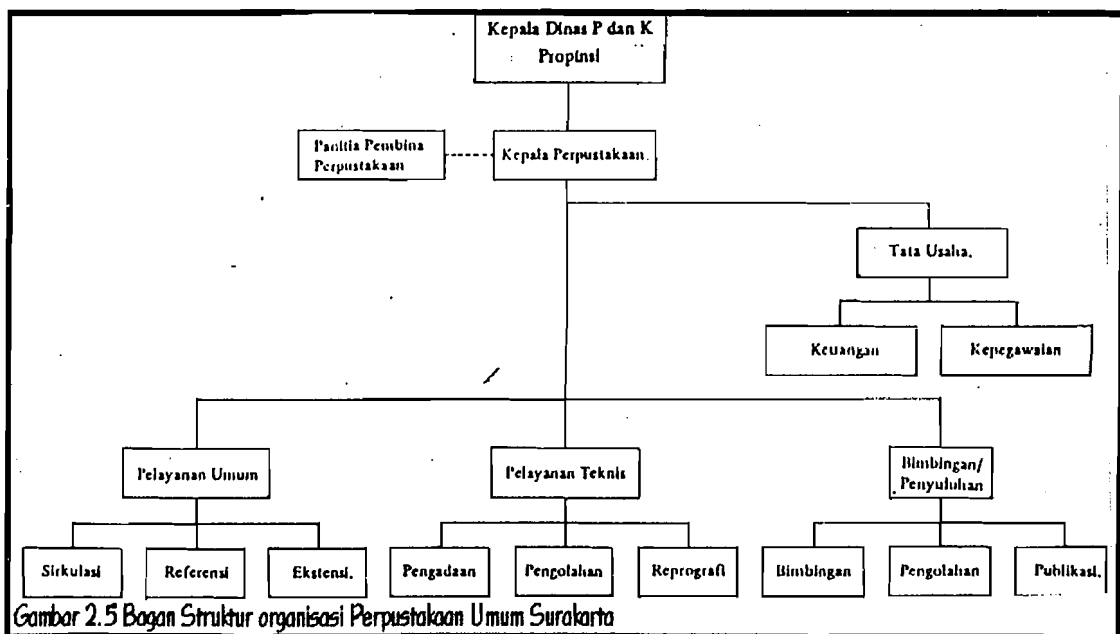 Kepala Dinas P dan K
Propinsi
Panitia Pembina
Perpustakaan
Kepala Perpustakaan.
Tata Usaha.
Keuangan
Kepegawaian
Pelayanan Umum
Pelayanan Teknis
Bimbingan/
Penyuluhan
Sirkulasi
Referensi
Ekstensi.
Pengadaan
Pengolahan
Reprografi
Bimbingan
Pengolahan
Publikasi.
Gambar 2.5 Bagan Struktur organisasi Perpustakaan Umum Surakarta